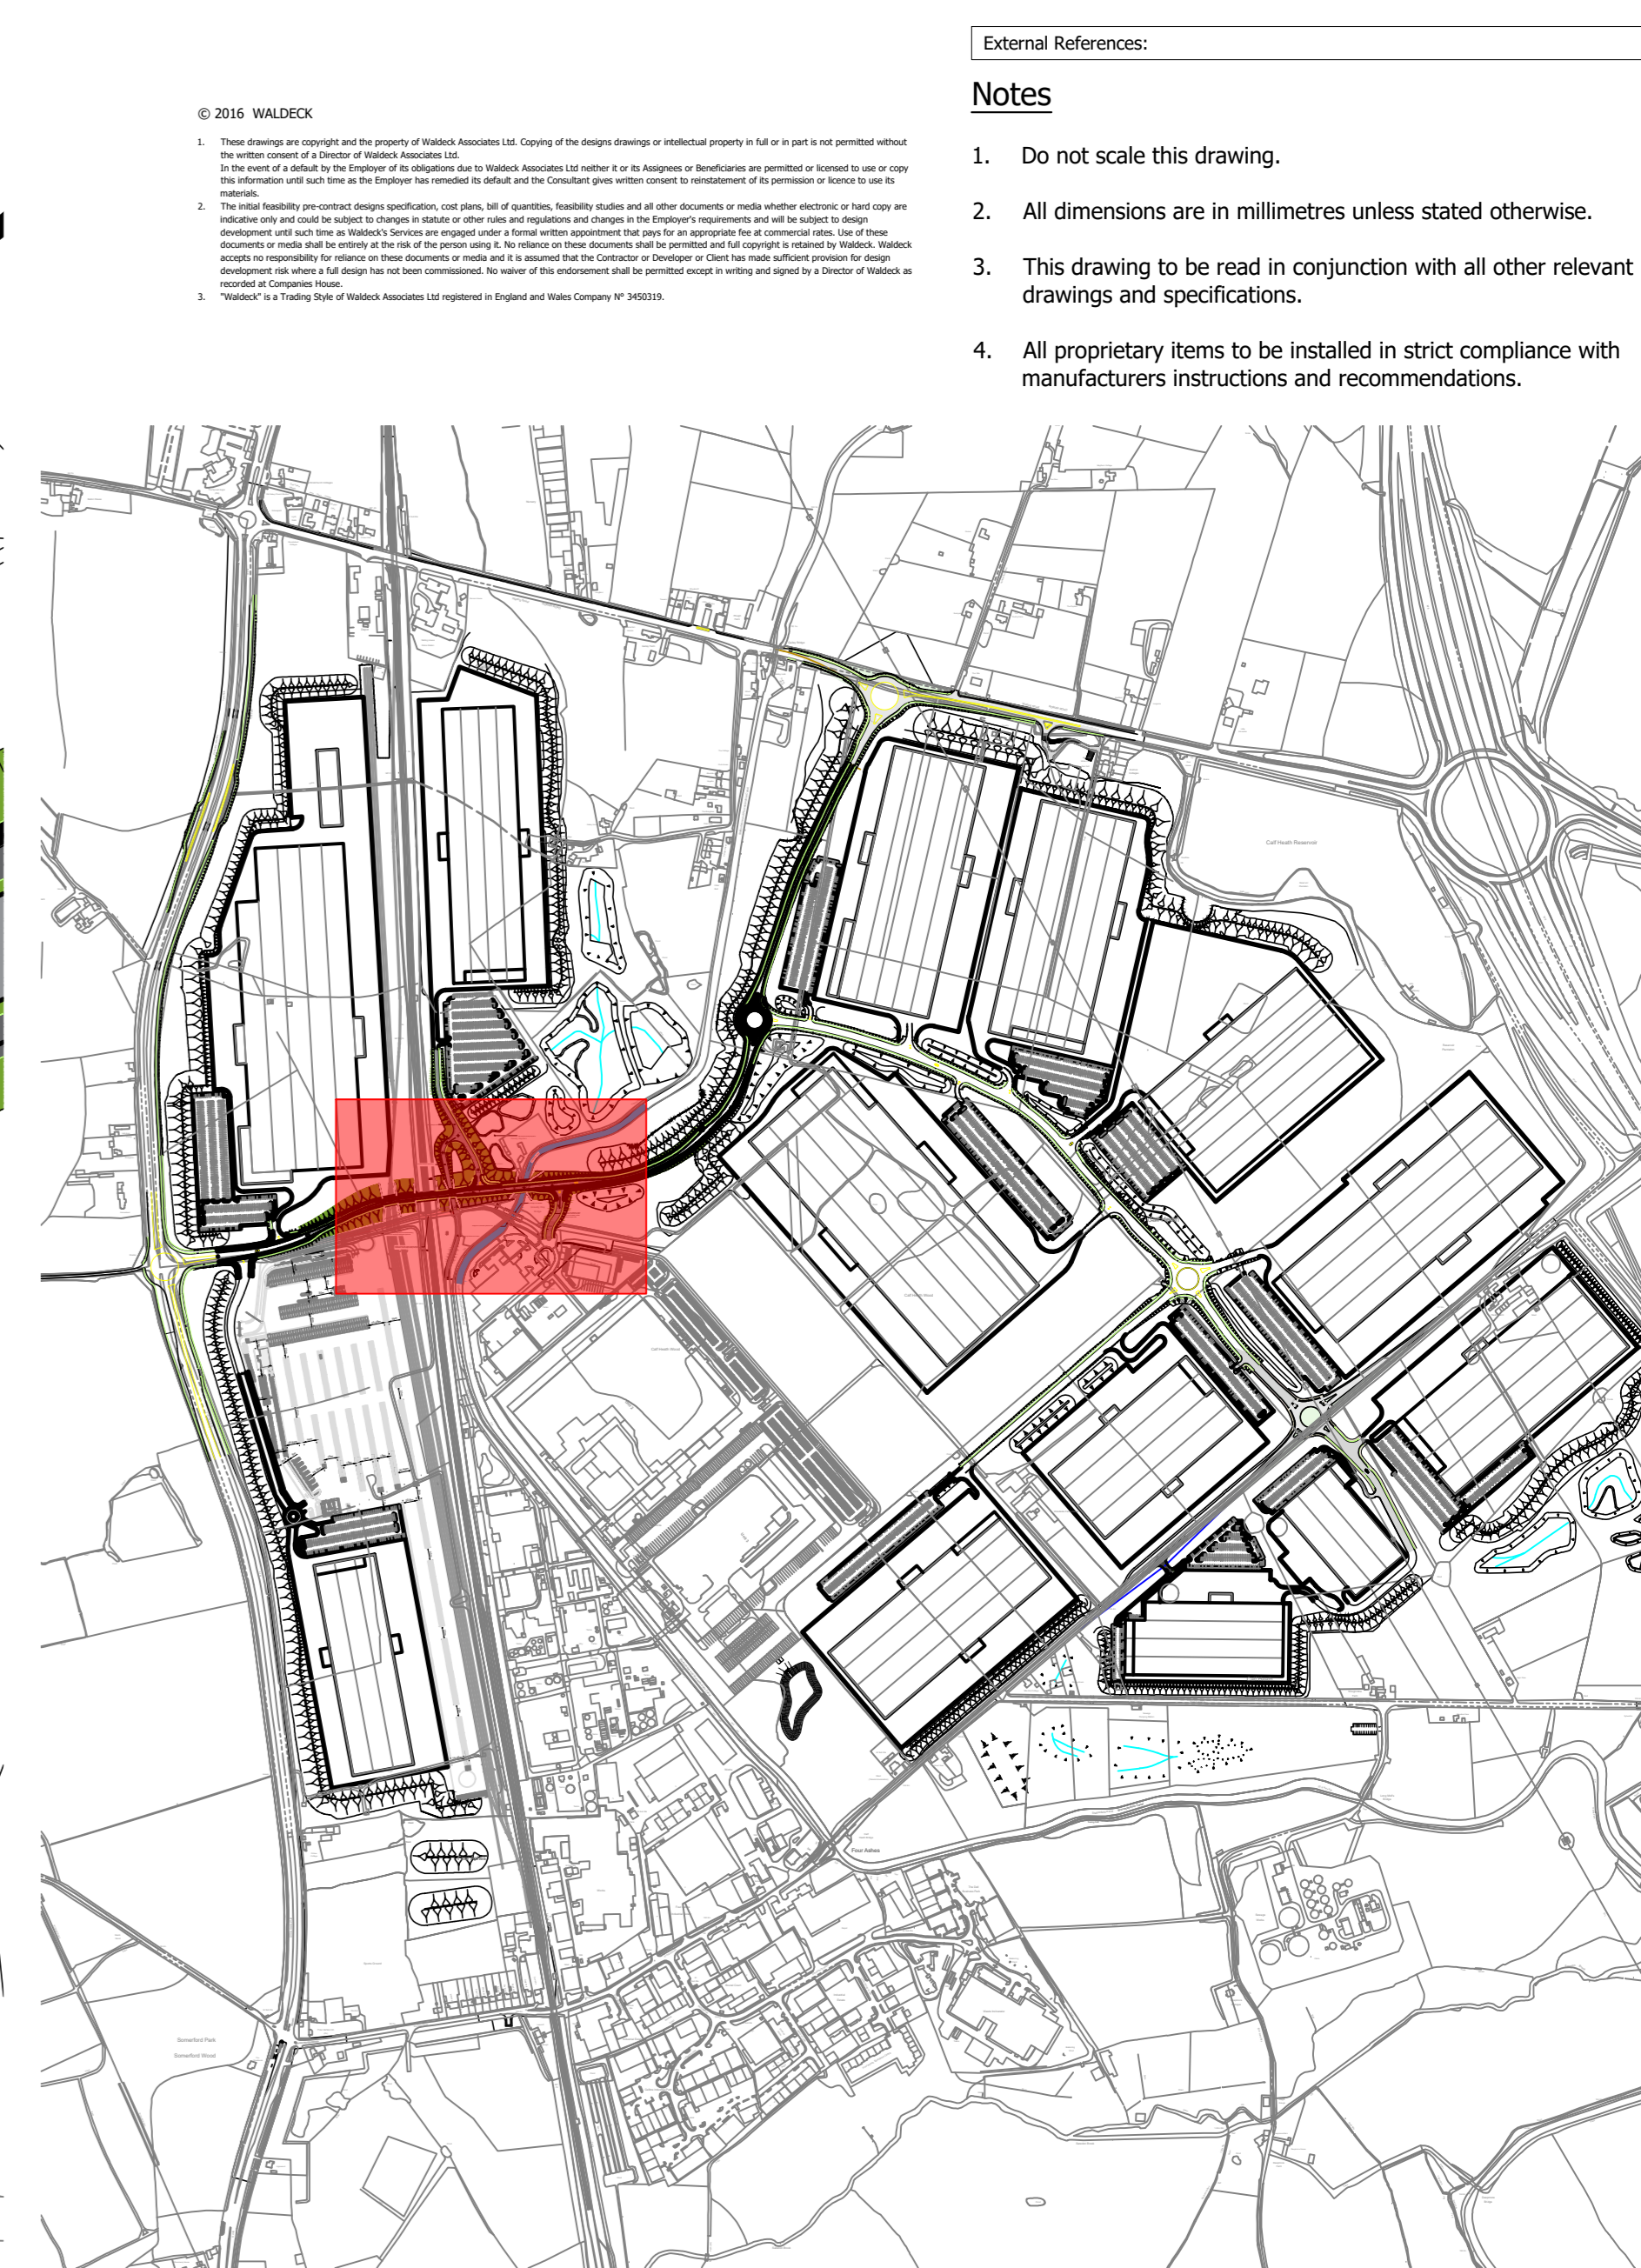 External References:
Notes
1. Do not scale this drawing.
2. All dimensions are in millimetres unless stated otherwise.
3. This drawing to be read in conjunction with all other relevant
drawings and specifications.
4. All proprietary items to be installed in strict compliance with
manufacturers instructions and recommendations.
© 2016 WALDECK
1. These drawings are copyright and the property of Waldeck Associates Ltd. Copying of the designs drawings or intellectual property in full or in part is not permitted without
the written consent of a Director of Waldeck Associates Ltd.
In the event of a default by the Employer of its obligations due to Waldeck Associates Ltd neither it or its Assignees or Beneficiaries are permitted or licensed to use or copy
this information until such time as the Employer has remedied its default and the Consultant gives written consent to reinstatement of its permission or licence to use its
materials.
2. The initial feasibility pre-contract designs specification, cost plans, bill of quantities, feasibility studies and all other documents or media whether electronic or hard copy are
indicative only and could be subject to changes in statute or other rules and regulations and changes in the Employer's requirements and will be subject to design
development until such time as Waldeck's Services are engaged under a formal written appointment that pays for an appropriate fee at commercial rates. Use of these
documents or media shall be entirely at the risk of the person using it. No reliance on these documents shall be permitted and full copyright is retained by Waldeck. Waldeck
accepts no responsibility for reliance on these documents or media and it is assumed that the Contractor or Developer or Client has made sufficient provision for design
development risk where a full design has not been commissioned. No waiver of this endorsement shall be permitted except in writing and signed by a Director of Waldeck as
recorded at Companies House.
3. "Waldeck" is a Trading Style of Waldeck Associates Ltd registered in England and Wales Company Nº 3450319.
Calf Heath Reservoir
Calf Heath Wood
Calf Heath Wood
Four Ashes
Somerford Park
Somerford Wood